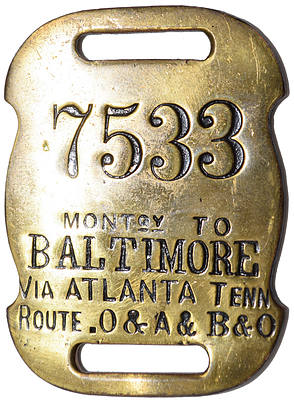 7533
MONTGY TO
BALTIMORE
VIA ATLANTA TENN
ROUTE. O & A & B & O